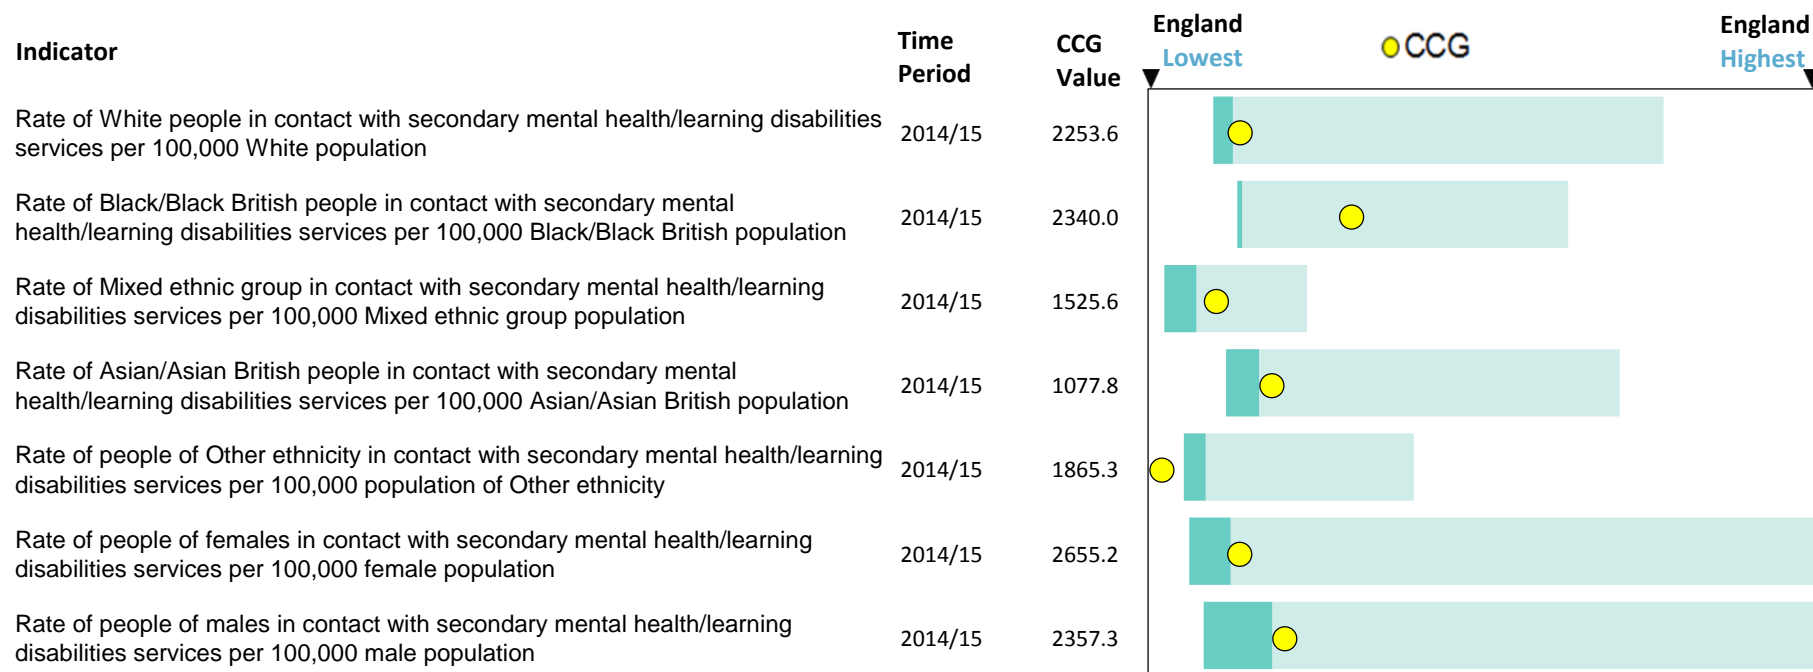 Indicator
Time
Period
CCG
Value
England
Lowest
CCG
England
Highest
Rate of White people in contact with secondary mental health/learning disabilities
services per 100,000 White population
2014/15
2253.6
Rate of Black/Black British people in contact with secondary mental
health/learning disabilities services per 100,000 Black/Black British population
2014/15
2340.0
Rate of Mixed ethnic group in contact with secondary mental health/learning
disabilities services per 100,000 Mixed ethnic group population
2014/15
1525.6
Rate of Asian/Asian British people in contact with secondary mental
health/learning disabilities services per 100,000 Asian/Asian British population
2014/15
1077.8
Rate of people of Other ethnicity in contact with secondary mental health/learning
disabilities services per 100,000 population of Other ethnicity
2014/15
1865.3
Rate of people of females in contact with secondary mental health/learning
disabilities services per 100,000 female population
2014/15
2655.2
Rate of people of males in contact with secondary mental health/learning
disabilities services per 100,000 male population
2014/15
2357.3